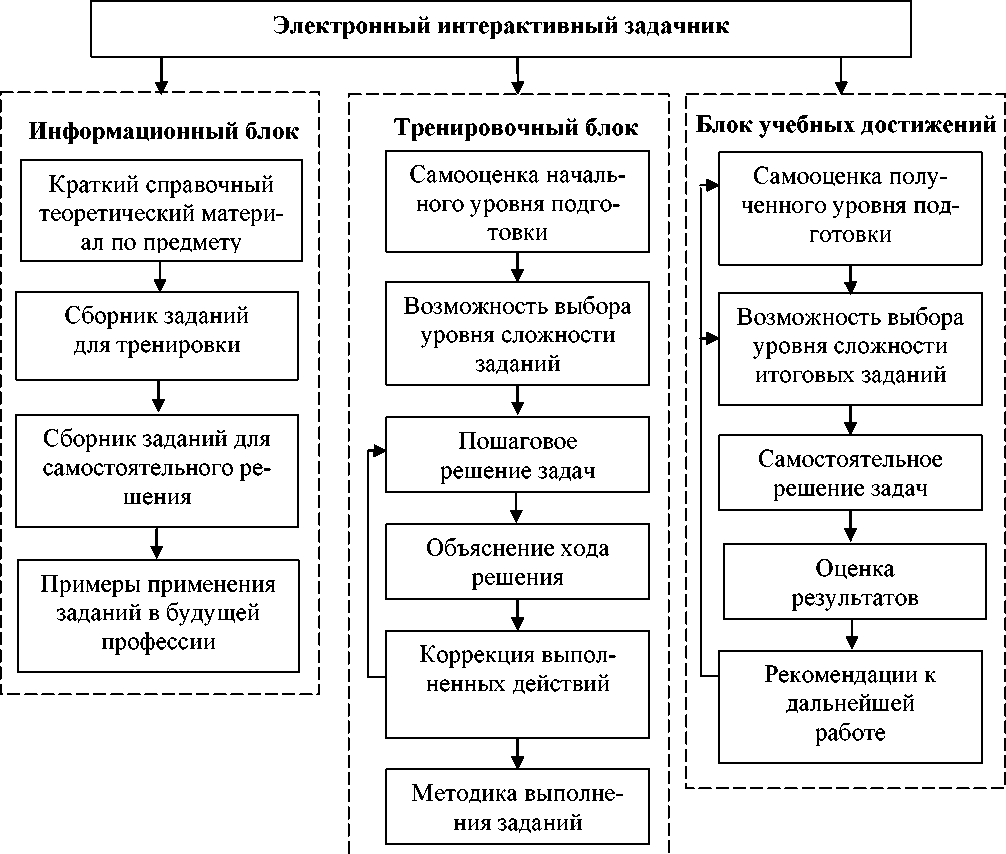 Электронный интерактивный задачник
Информационный блок
Краткий справочный
теоретический матери-
ал по предмету
Сборник заданий
для тренировки
Сборник заданий для
самостоятельного ре-
шения
Примеры применения
заданий в будущей
профессии
Тренировочный блок
Самооценка началь-
ного уровня подго-
товки
Возможность выбора
уровня сложности
заданий
Пошаговое
решение задач
Объяснение хода
решения
Коррекция выпол-
ненных действий
Методика выполне-
ния заданий
Блок учебных достижений
Самооценка полу-
ченного уровня под-
готовки
Возможность выбора
уровня сложности
итоговых заданий
Самостоятельное
решение задач
Оценка
результатов
Рекомендации к
дальнейшей
работе